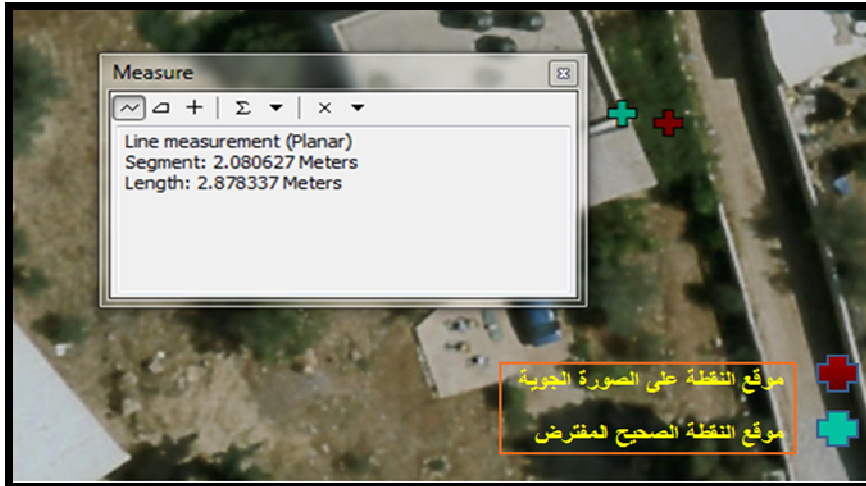 Measure
Line measurement (Planar)
Segment: 2.080627 Meters
Length: 2.878337 Meters
موقع النقطة على الصورة الجوية
موقع النقطة الصحيح المفترض